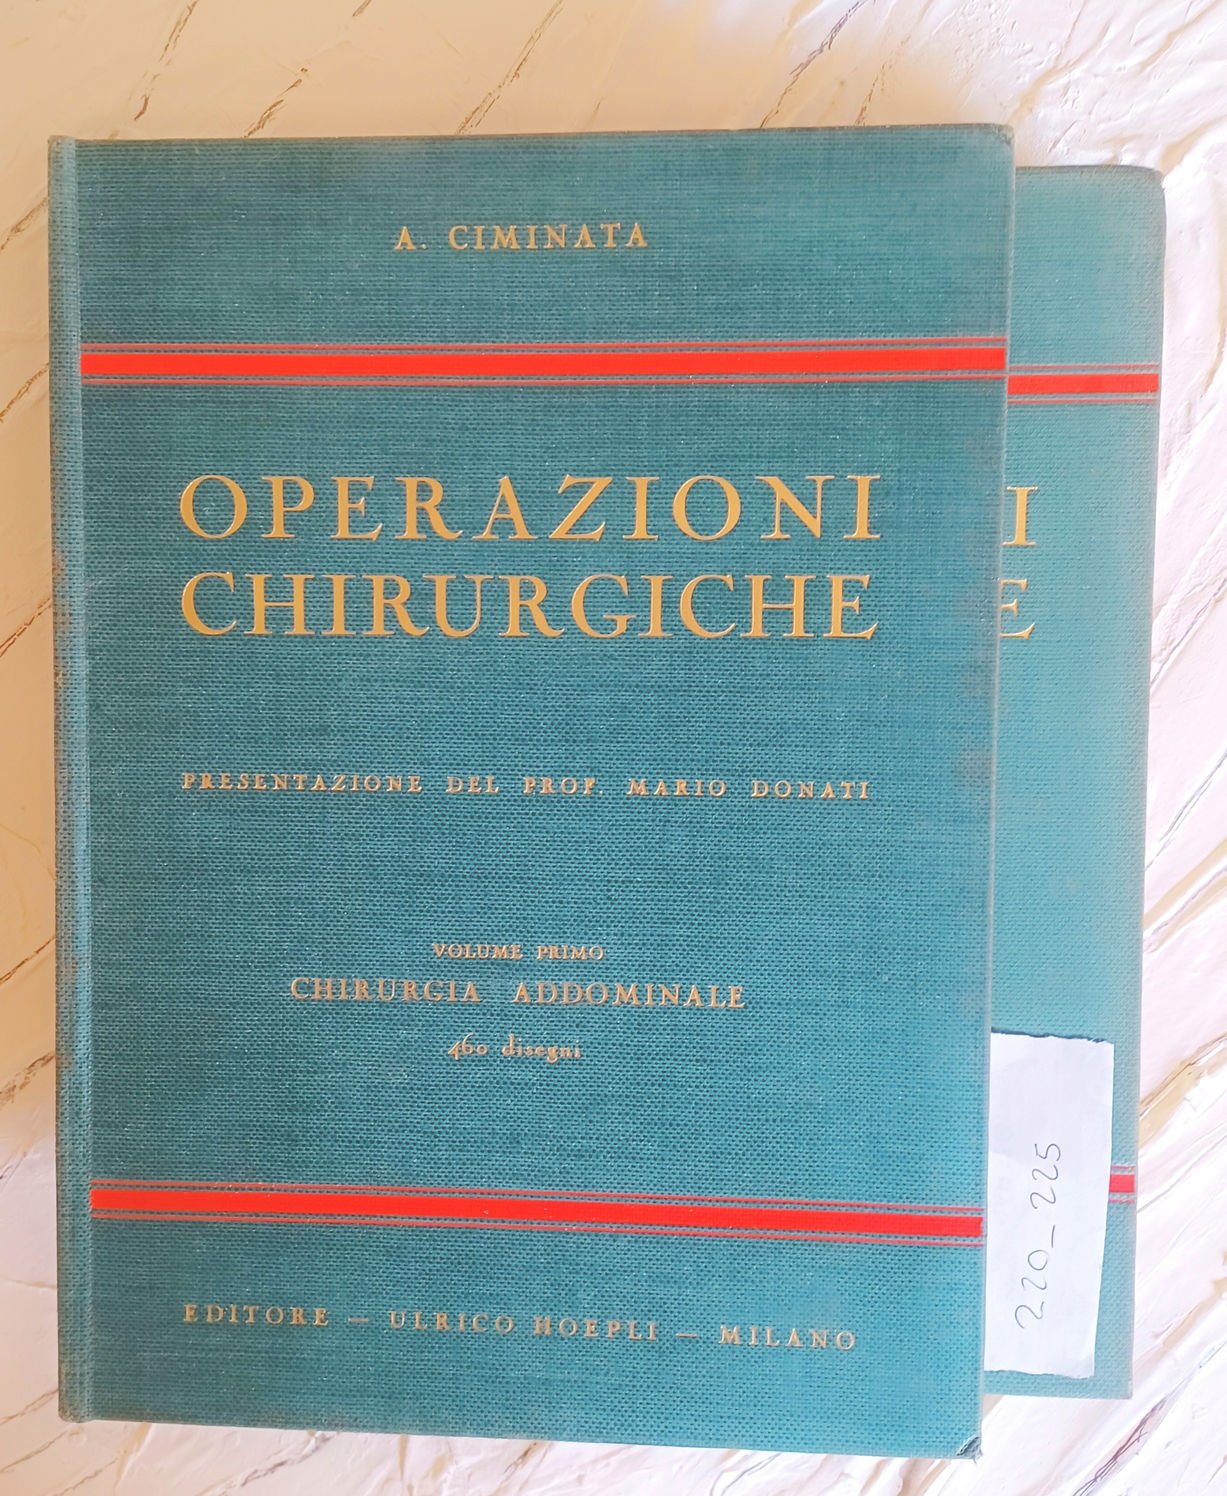 A. CIMINATA
OPERAZIONI
CHIRURGICHE
PRESENTAZIONE DEL PROF. MARIO DONATI
VOLUME PRIMO
CHIRURGIA ADDOMINALE
460 disegni
EDITORE — ULRICO HOEPLI — MILANO
I
E
220_225